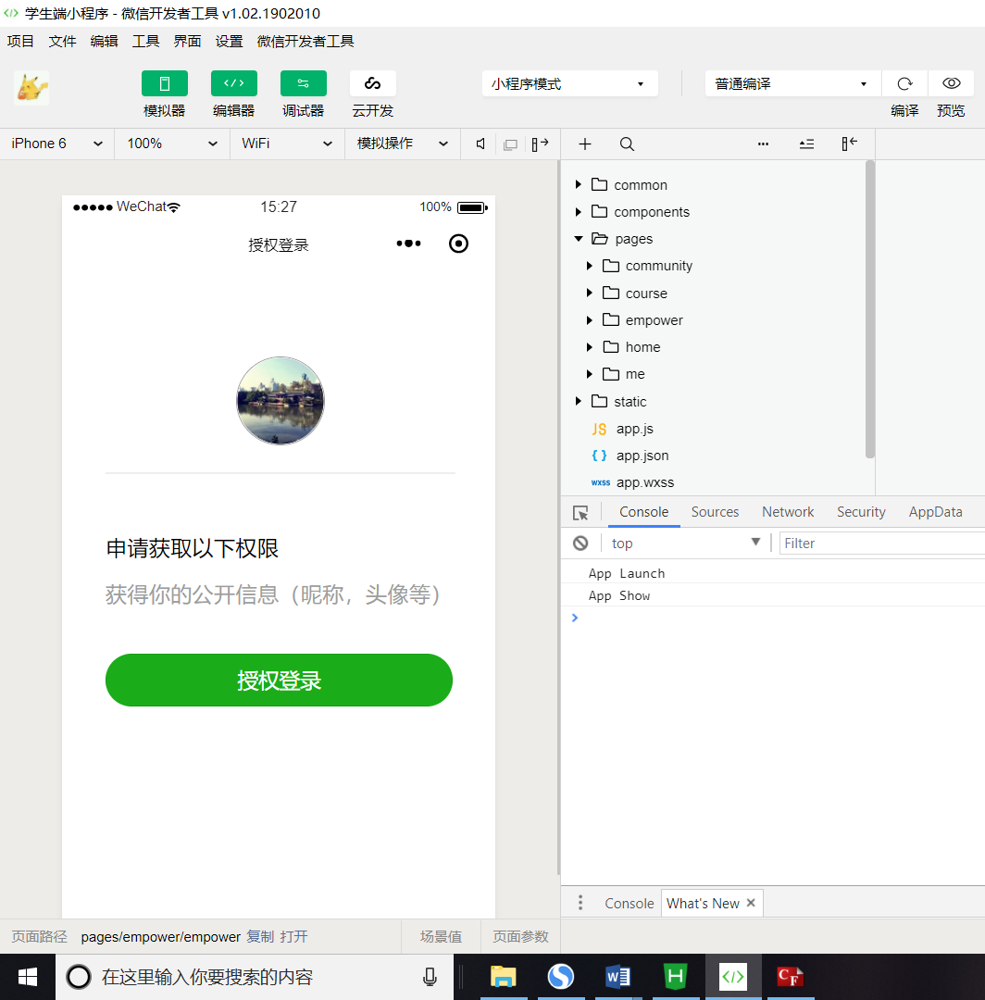 学生端小程序 - 微信开发者工具 v1.02.1902010
项目 文件 编辑 工具 界面 设置 微信开发者工具
小程序模式 普通编译
模拟器 编辑器 调试器 云开发 编译 预览
iPhone 6 100% WiFi 模拟操作
WeChat 15:27 100%
授权登录
申请获取以下权限
获得你的公开信息（昵称，头像等）
授权登录
common
components
pages
community
course
empower
home
me
static
JS app.js
{ } app.json
wxss app.wxss
Console Sources Network Security AppData
top Filter
App Launch
App Show
Console What's New
页面路径 pages/empower/empower 复制 打开 场景值 页面参数
在这里输入你要搜索的内容